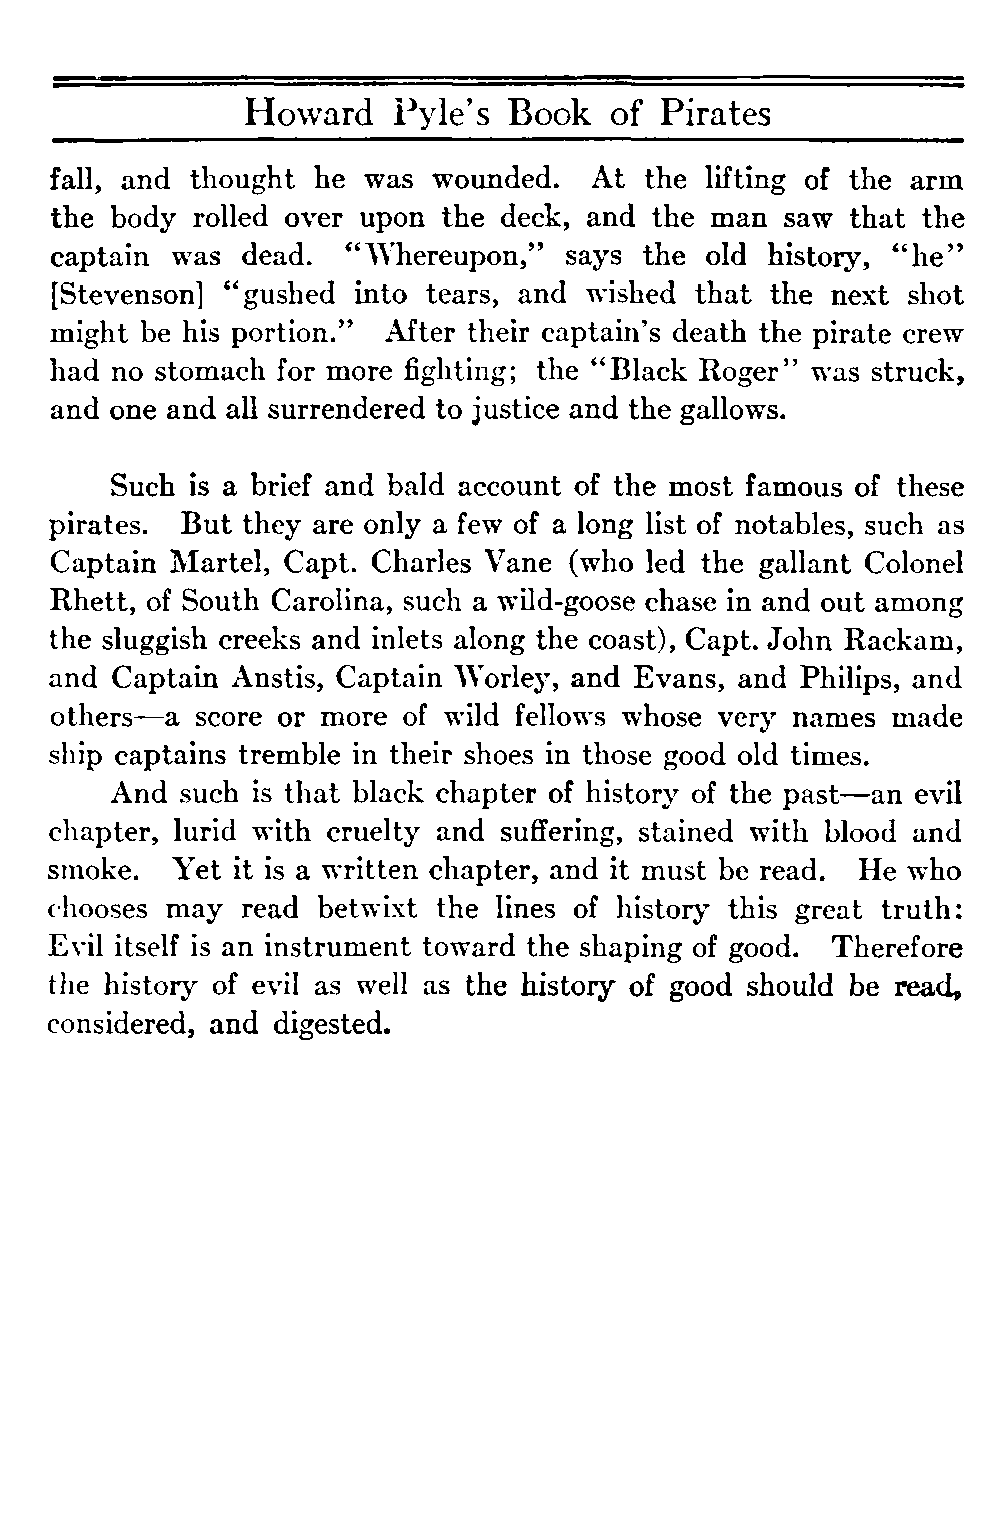 Howard Pyle's Book of Pirates
fall, and thought he was wounded. At the lifting of the arm
the body rolled over upon the deck, and the man saw that the
captain was dead. “Whereupon,” says the old history, “he”
[Stevenson] “gushed into tears, and wished that the next shot
might be his portion.” After their captain's death the pirate crew
had no stomach for more fighting; the “Black Roger” was struck,
and one and all surrendered to justice and the gallows.
Such is a brief and bald account of the most famous of these
pirates. But they are only a few of a long list of notables, such as
Captain Martel, Capt. Charles Vane (who led the gallant Colonel
Rhett, of South Carolina, such a wild-goose chase in and out among
the sluggish creeks and inlets along the coast), Capt. John Rackam,
and Captain Anstis, Captain Worley, and Evans, and Philips, and
others—a score or more of wild fellows whose very names made
ship captains tremble in their shoes in those good old times.
And such is that black chapter of history of the past—an evil
chapter, lurid with cruelty and suffering, stained with blood and
smoke. Yet it is a written chapter, and it must be read. He who
chooses may read betwixt the lines of history this great truth:
Evil itself is an instrument toward the shaping of good. Therefore
the history of evil as well as the history of good should be read,
considered, and digested.